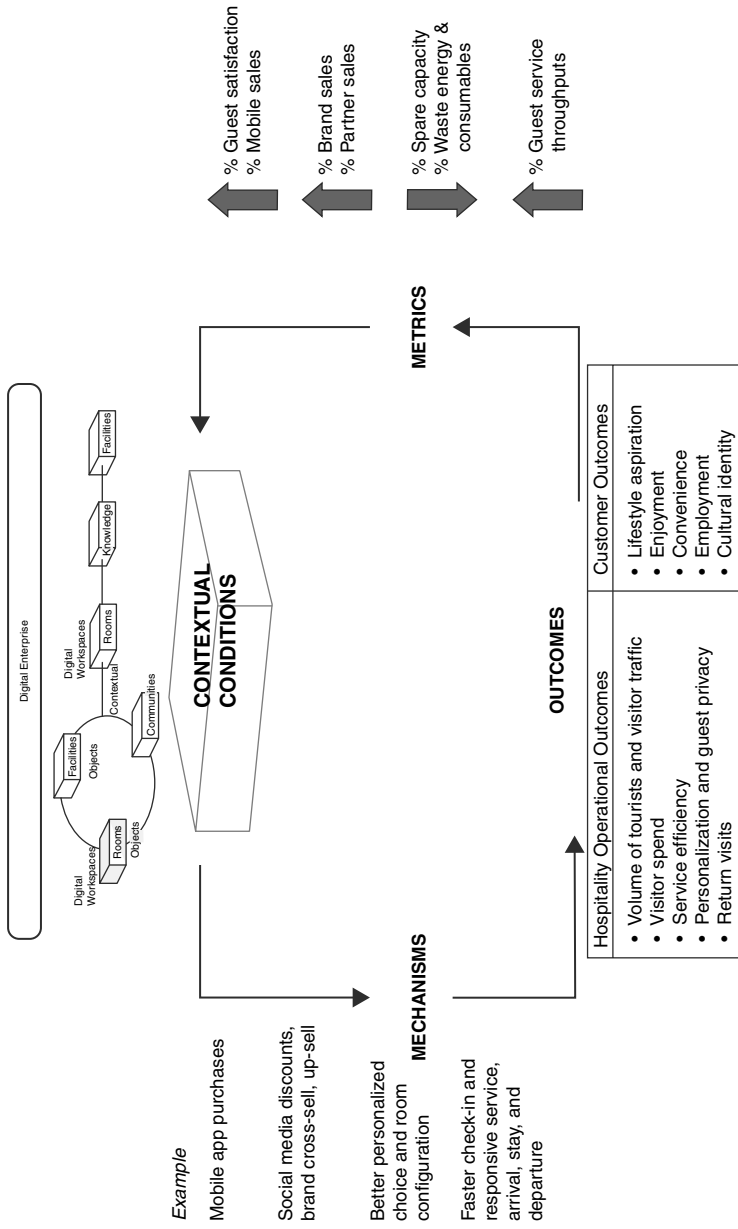 Digital Enterprise
Digital
Workspaces
Rooms
Objects
Facilities
Objects
Communities
Contextual
Digital
Workspaces
Rooms
Knowledge
Facilities
CONTEXTUAL
CONDITIONS
Example
Mobile app purchases
Social media discounts,
brand cross-sell, up-sell
Better personalized
choice and room
configuration
Faster check-in and
responsive service,
arrival, stay, and
departure
MECHANISMS
OUTCOMES
Hospitality Operational Outcomes
• Volume of tourists and visitor traffic
• Visitor spend
• Service efficiency
• Personalization and guest privacy
• Return visits
Customer Outcomes
• Lifestyle aspiration
• Enjoyment
• Convenience
• Employment
• Cultural identity
METRICS
% Guest satisfaction
% Mobile sales
% Brand sales
% Partner sales
% Spare capacity
% Waste energy &
consumables
% Guest service
throughputs